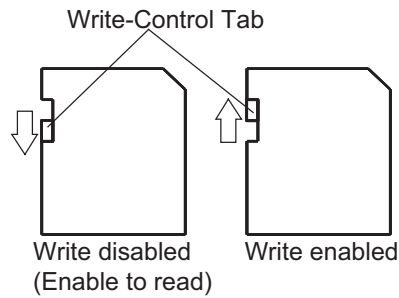 Write-Control Tab
Write disabled
(Enable to read)
Write enabled